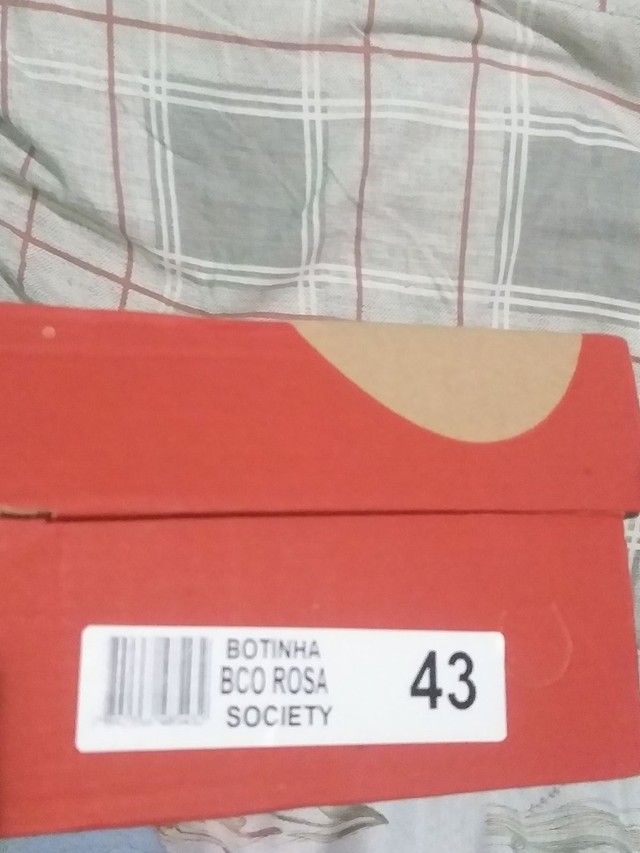 BOTINHA
BCO ROSA
SOCIETY
43